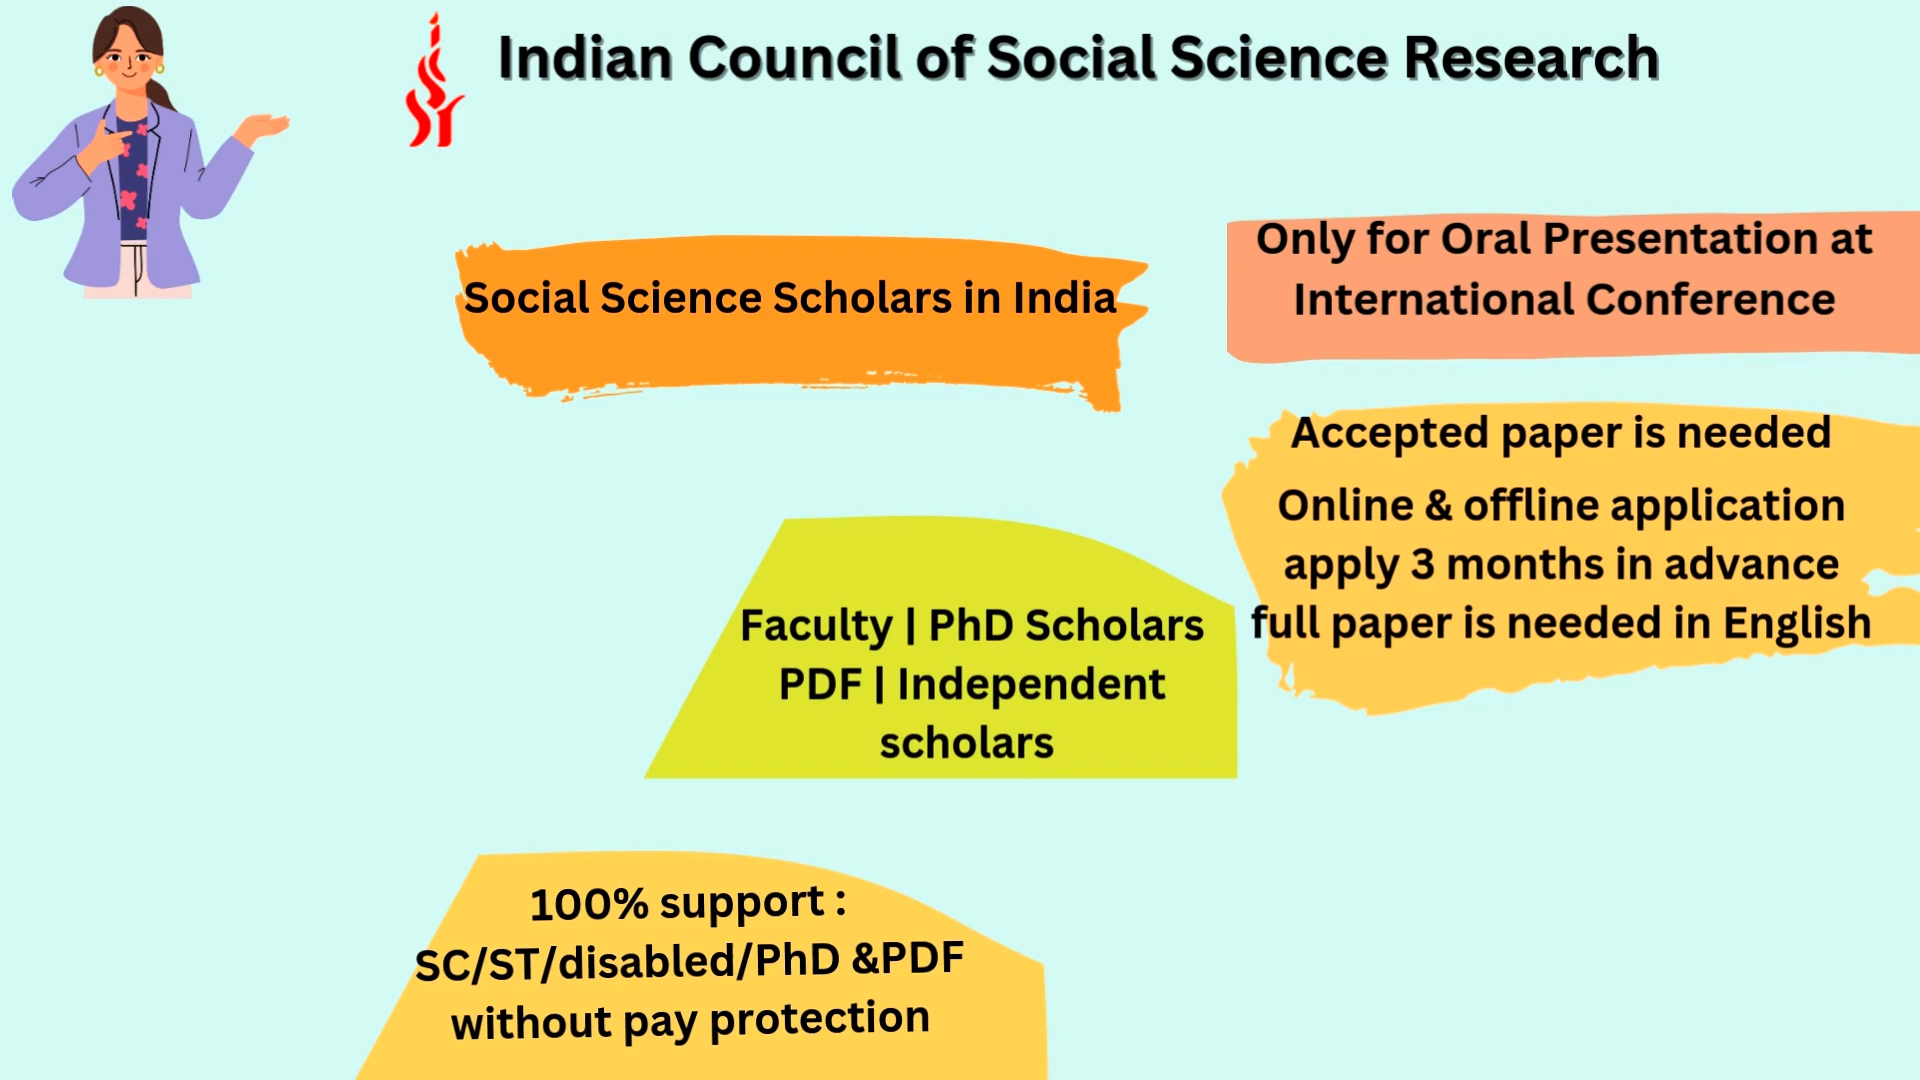 Indian Council of Social Science Research
Social Science Scholars in India
Only for Oral Presentation at
International Conference
Accepted paper is needed
Online & offline application
apply 3 months in advance
full paper is needed in English
Faculty | PhD Scholars
PDF | Independent
scholars
100% support :
SC/ST/disabled/PhD &PDF
without pay protection